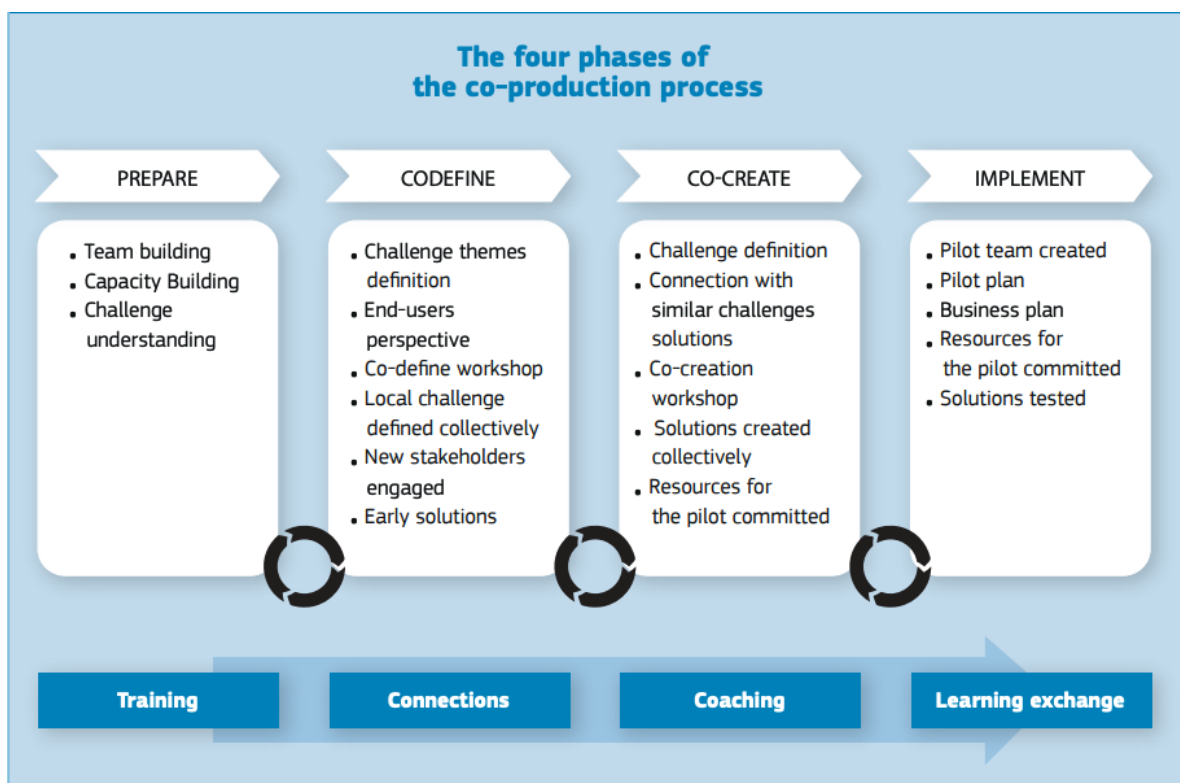 The four phases of
the co-production process
PREPARE
. Team building
. Capacity Building
. Challenge
understanding
CODEFINE
. Challenge themes
definition
. End-users
perspective
. Co-define workshop
. Local challenge
defined collectively
. New stakeholders
engaged
. Early solutions
CO-CREATE
. Challenge definition
. Connection with
similar challenges
solutions
. Co-creation
workshop
. Solutions created
collectively
. Resources for
the pilot committed
IMPLEMENT
. Pilot team created
. Pilot plan
. Business plan
. Resources for
the pilot committed
. Solutions tested
Training
Connections
Coaching
Learning exchange